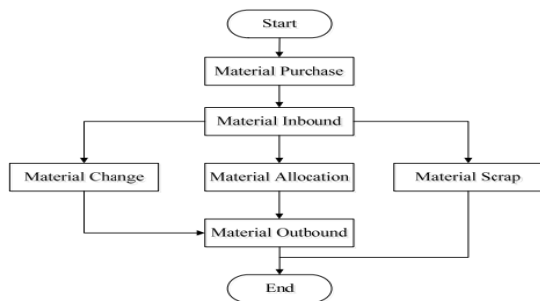 Start
Material Purchase
Material Inbound
Material Change
Material Allocation
Material Scrap
Material Outbound
End